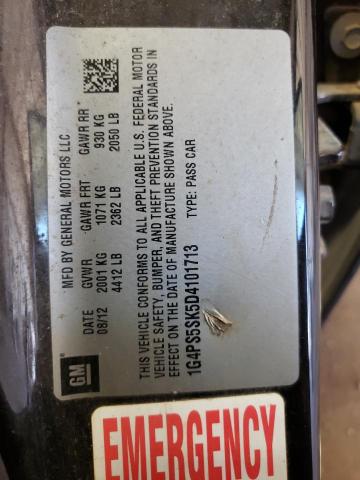 MFD BY GENERAL MOTORS LLC
DATE GVWR GAWR FRT GAWR RR
08/12 2001 KG 1071 KG 930 KG
4412 LB 2362 LB 2050 LB
THIS VEHICLE CONFORMS TO ALL APPLICABLE U.S. FEDERAL MOTOR
VEHICLE SAFETY, BUMPER, AND THEFT PREVENTION STANDARDS IN
EFFECT ON THE DATE OF MANUFACTURE SHOWN ABOVE.
1G4PS5SK5D4101713 TYPE: PASS CAR
GM
EMERGENCY